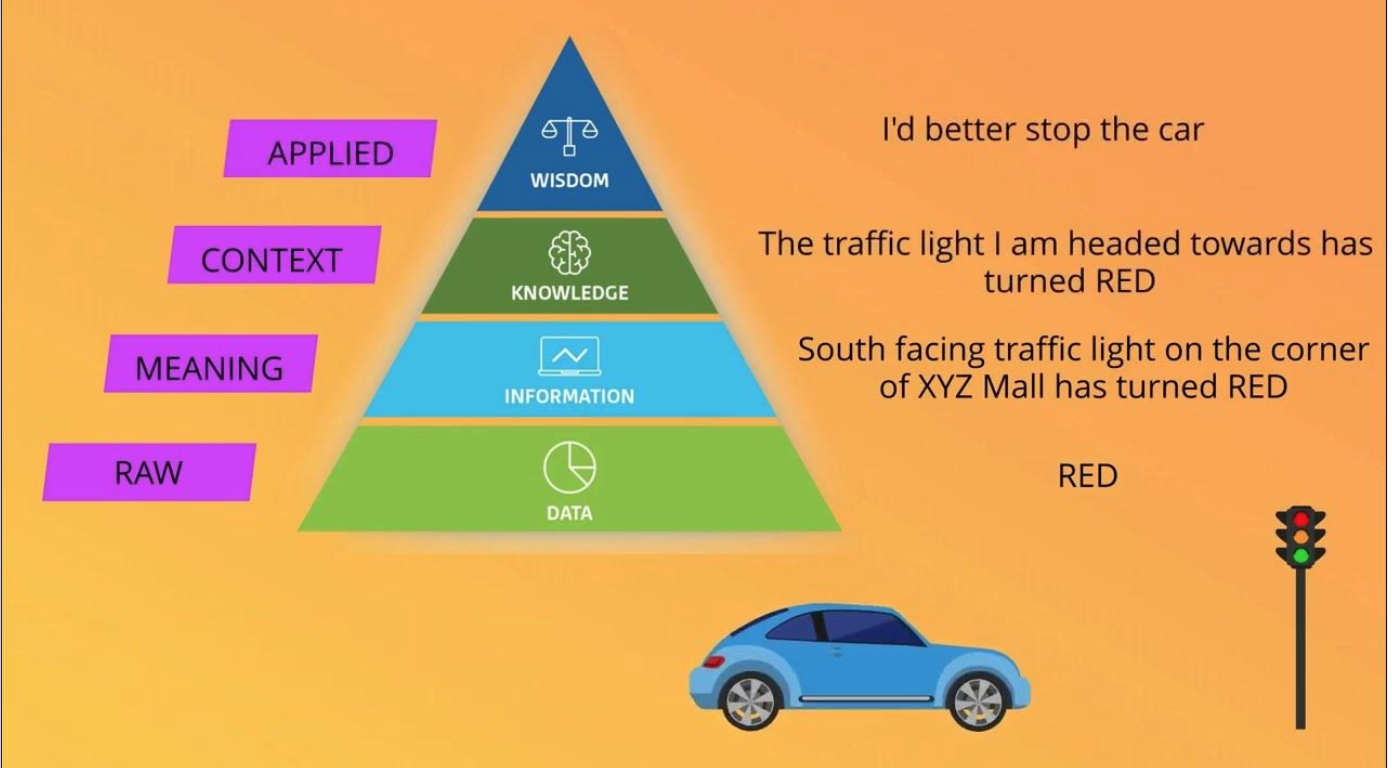 APPLIED
WISDOM
I'd better stop the car
CONTEXT
KNOWLEDGE
The traffic light I am headed towards has
turned RED
MEANING
INFORMATION
South facing traffic light on the corner
of XYZ Mall has turned RED
RAW
DATA
RED